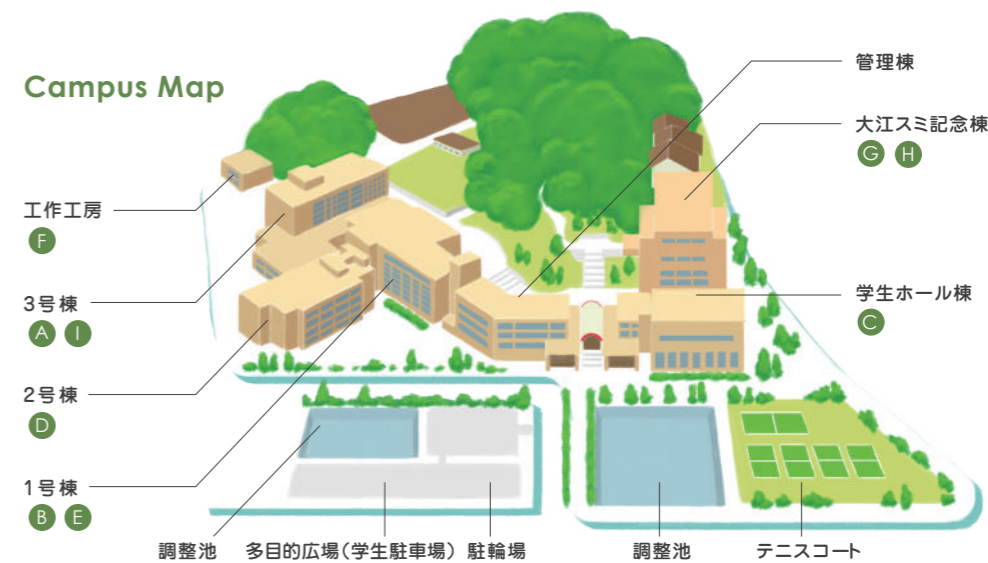 Campus Map
管理棟
大江スミ記念棟
G H
工作工房
F
3号棟
A I
学生ホール棟
C
2号棟
D
1号棟
B E
調整池 多目的広場(学生駐車場) 駐輪場 調整池 テニスコート